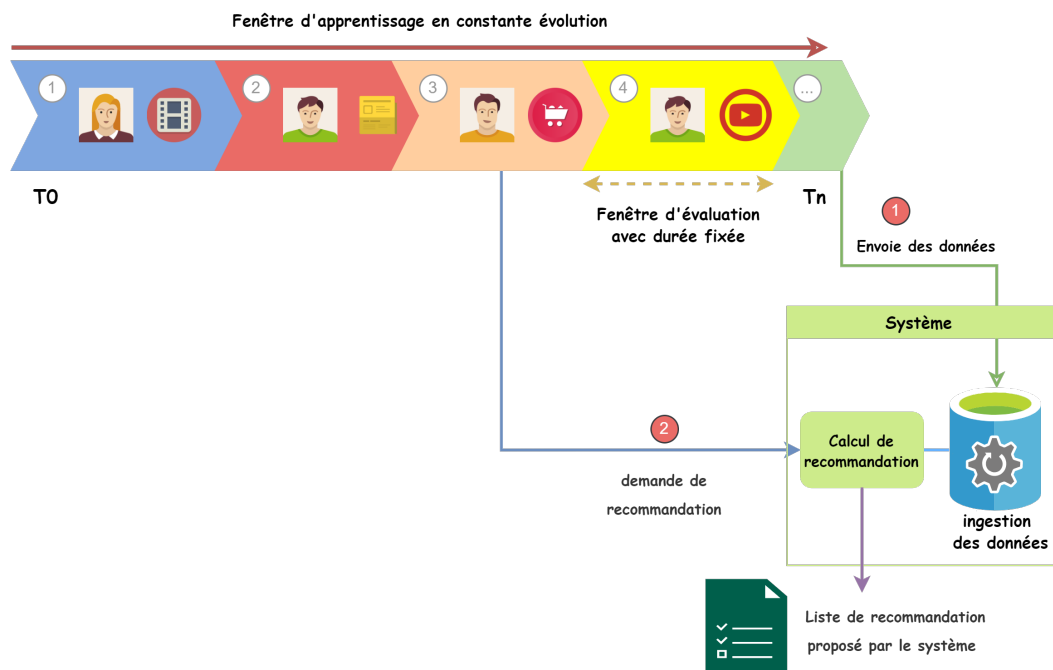 Fenêtre d'apprentissage en constante évolution
1
2
3
4
...
T0
Tn
Fenêtre d'évaluation
avec durée fixée
1
Envoie des données
Système
2
demande de
recommandation
Calcul de
recommandation
ingestion
des données
Liste de recommandation
proposé par le système